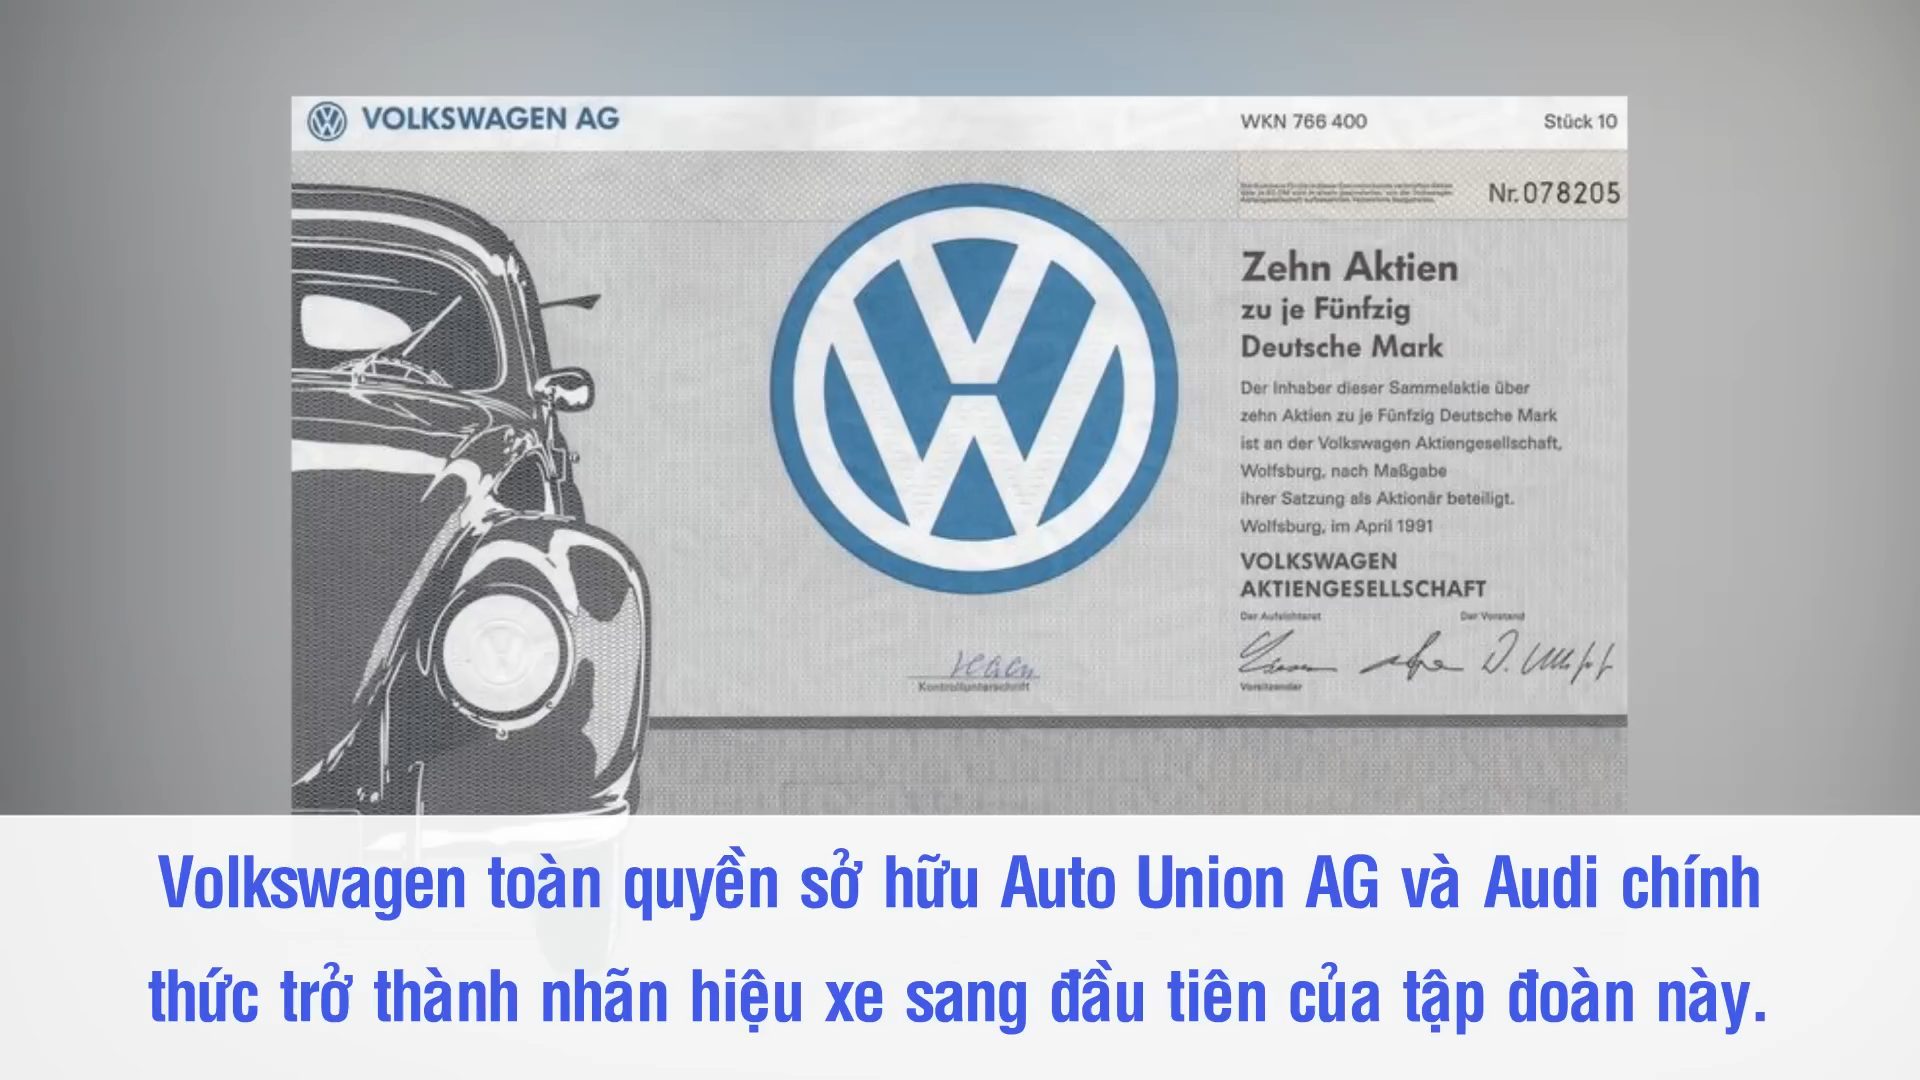 VOLKSWAGEN AG
WKN 766 400
Stück 10
Nr. 078205
Zehn Aktien
zu je Fünfzig
Deutsche Mark
Der Inhaber dieser Sammelaktie über
zehn Aktien zu je Fünfzig Deutsche Mark
ist an der Volkswagen Aktiengesellschaft,
Wolfsburg, nach Maßgabe
ihrer Satzung als Aktionär beteiligt.
Wolfsburg, im April 1991
VOLKSWAGEN
AKTIENGESELLSCHAFT
Der Aufsichtsrat
Der Vorstand
Vorsitzender
Kontrollunterschrift
Volkswagen toàn quyền sở hữu Auto Union AG và Audi chính
thức trở thành nhãn hiệu xe sang đầu tiên của tập đoàn này.